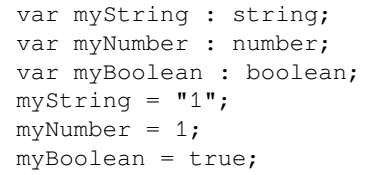 var myString : string;
var myNumber : number;
var myBoolean : boolean;
myString = "1";
myNumber = 1;
myBoolean = true;